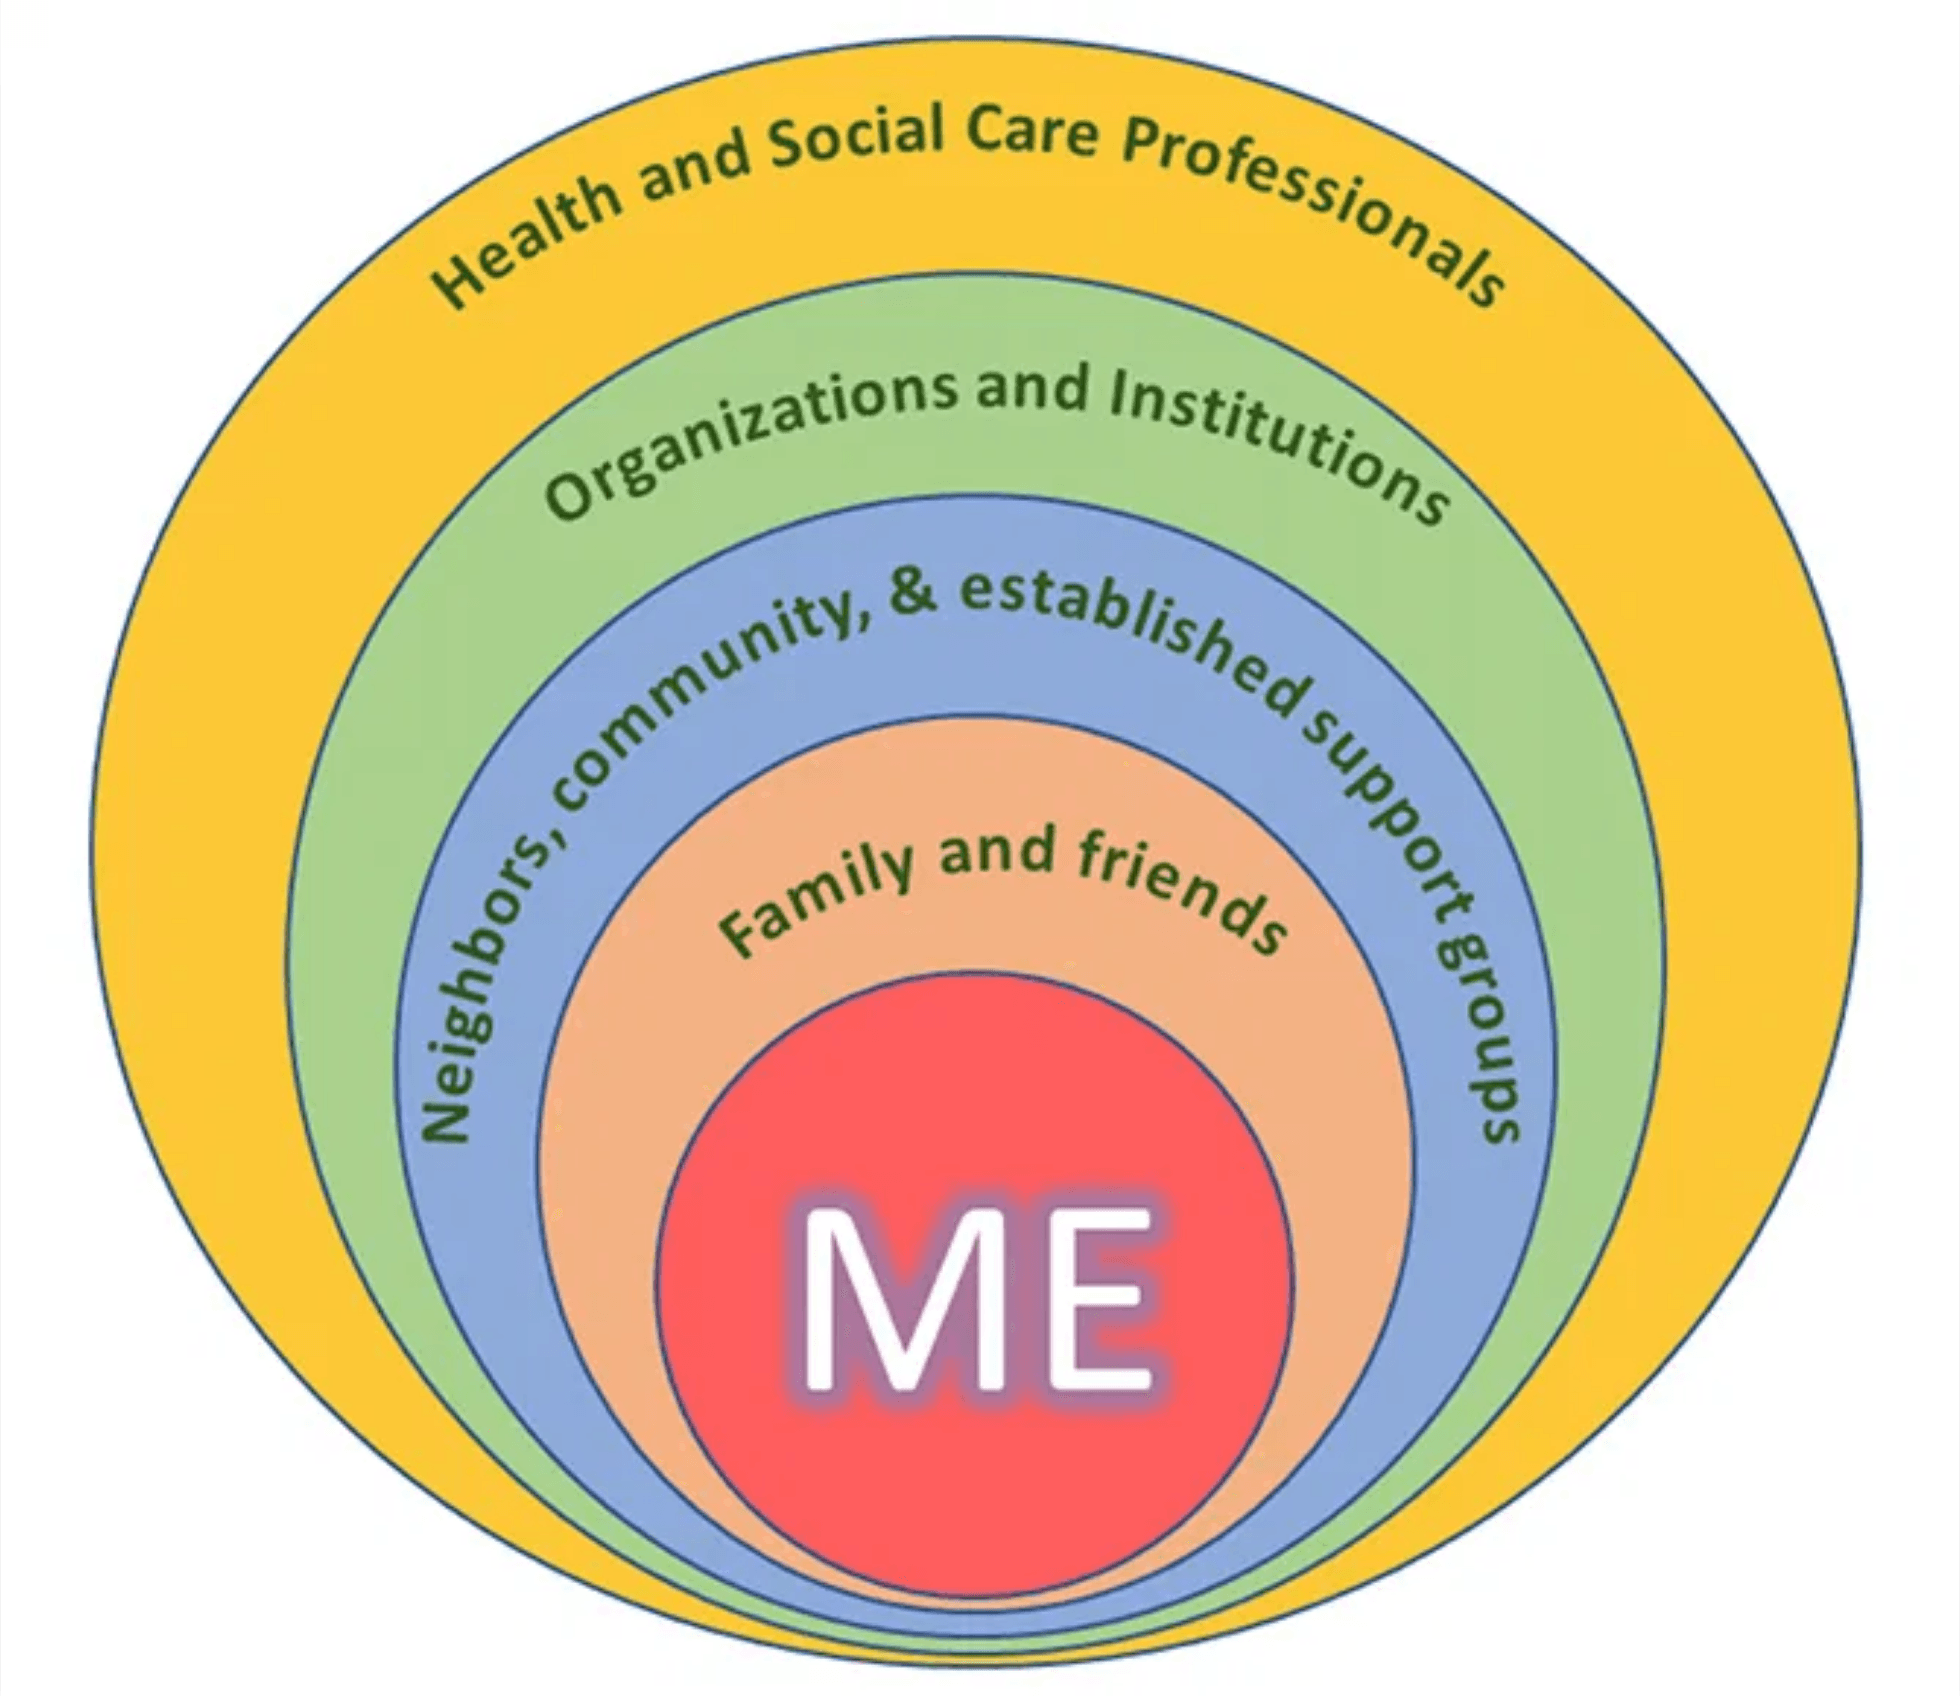 Health and Social Care Professionals
Organizations and Institutions
Neighbors, community, & established support groups
Family and friends
ME